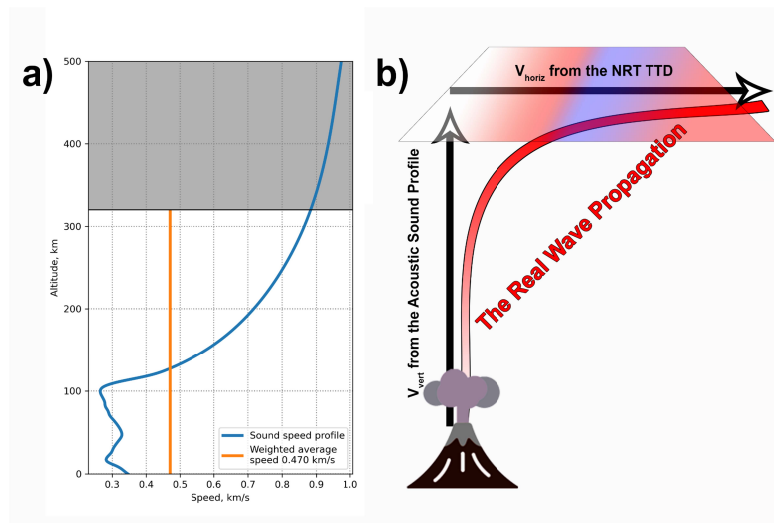 a)
500
400
300
200
100
0
Altitude, km
0.3 0.4 0.5 0.6 0.7 0.8 0.9 1.0
Speed, km/s
Sound speed profile
Weighted average
speed 0.470 km/s
b)
Vhoriz from the NRT TTD
Vvert from the Acoustic Sound Profile
The Real Wave Propagation